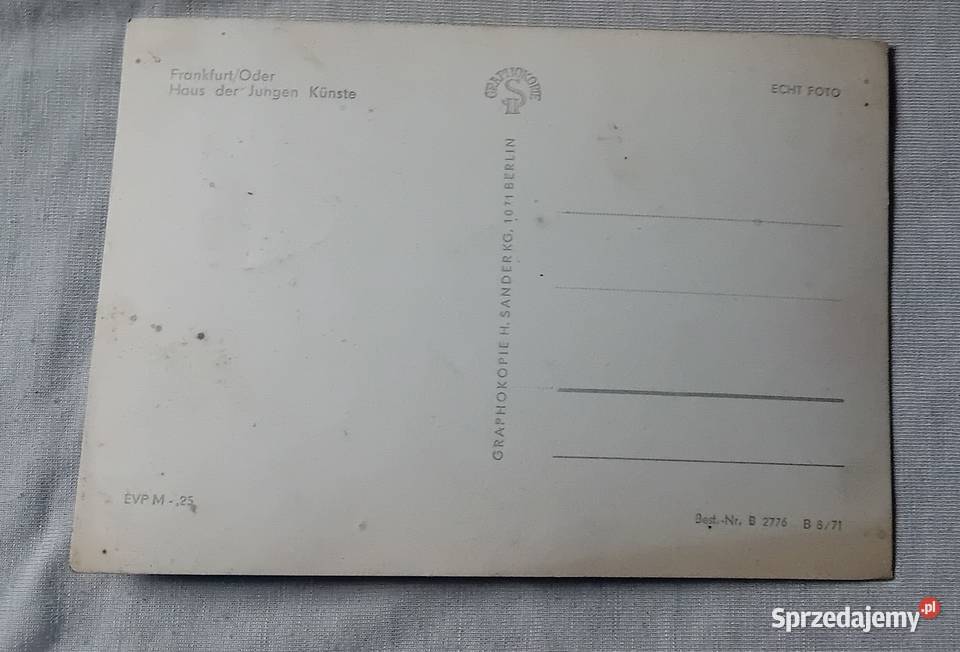 Frankfurt/Oder
Haus der Jungen Künste
GRAPHOKOPIE
ECHT FOTO
GRAPHOKOPIE H. SANDER KG, 1071 BERLIN
EVP M -,25
Best.-Nr. B 2776 B 8/71
Sprzedajemy.pl